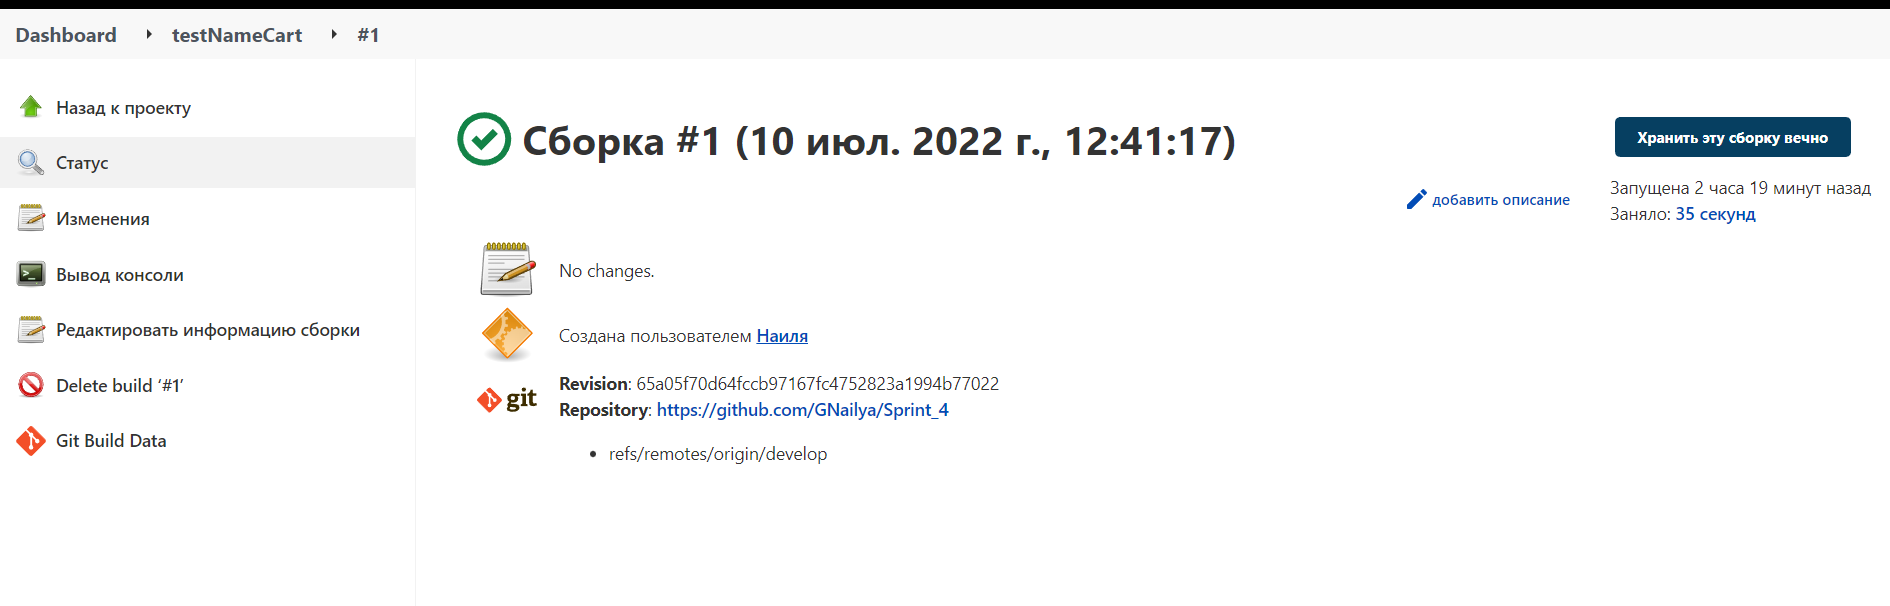 Dashboard testNameCart #1
Назад к проекту
Статус
Изменения
Вывод консоли
Редактировать информацию сборки
Delete build ‘#1’
Git Build Data
Сборка #1 (10 июл. 2022 г., 12:41:17)
Хранить эту сборку вечно
добавить описание
Запущена 2 часа 19 минут назад
Заняло: 35 секунд
No changes.
Создана пользователем Наиля
git
Revision: 65a05f70d64fccb97167fc4752823a1994b77022
Repository: https://github.com/GNailya/Sprint_4
refs/remotes/origin/develop